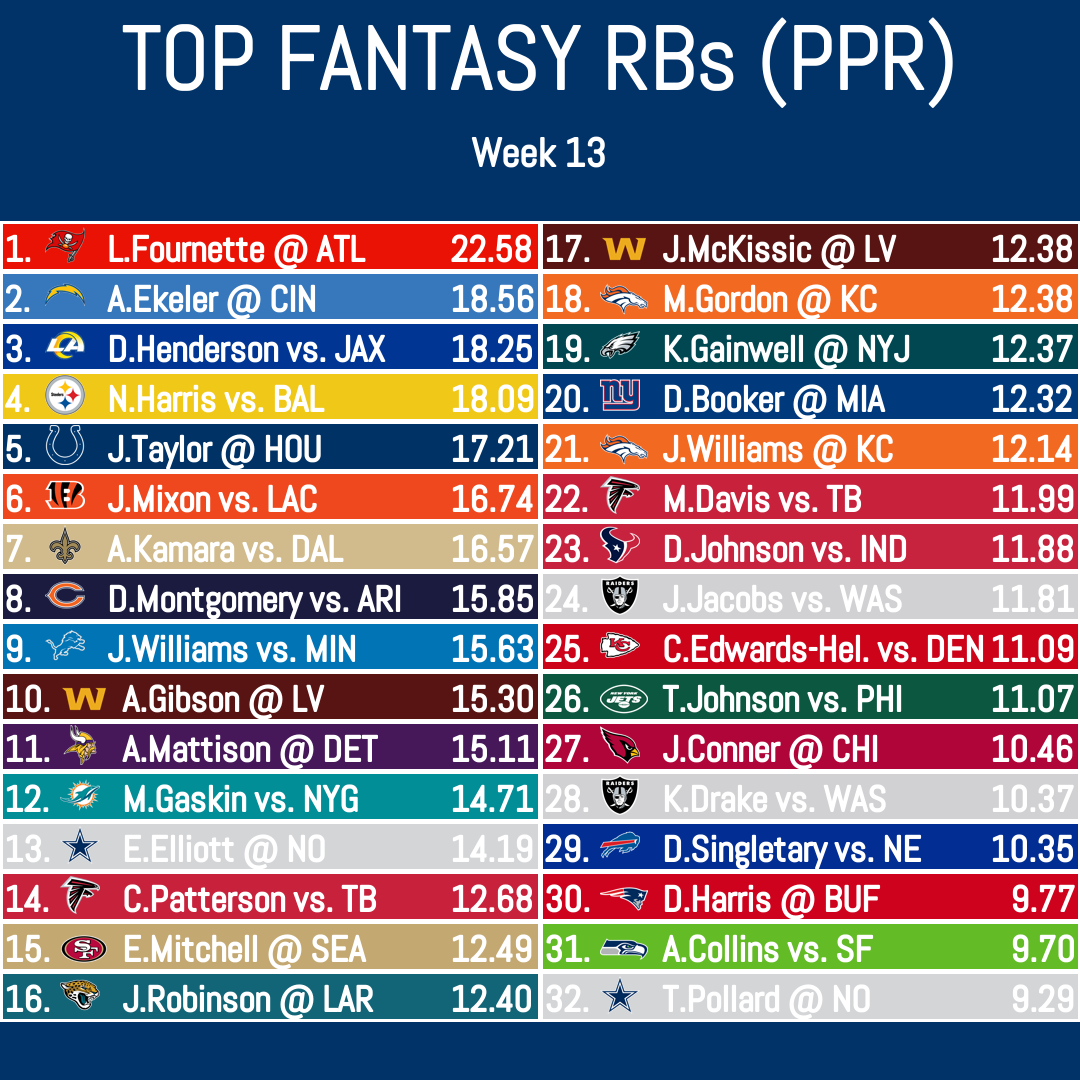 TOP FANTASY RBs (PPR)
Week 13
1. L.Fournette @ ATL 22.58
2. A.Ekeler @ CIN 18.56
3. D.Henderson vs. JAX 18.25
4. N.Harris vs. BAL 18.09
5. J.Taylor @ HOU 17.21
6. J.Mixon vs. LAC 16.74
7. A.Kamara vs. DAL 16.57
8. D.Montgomery vs. ARI 15.85
9. J.Williams vs. MIN 15.63
10. W A.Gibson @ LV 15.30
11. A.Mattison @ DET 15.11
12. M.Gaskin vs. NYG 14.71
13. E.Elliott @ NO 14.19
14. C.Patterson vs. TB 12.68
15. SF E.Mitchell @ SEA 12.49
16. J.Robinson @ LAR 12.40
17. W J.McKissic @ LV 12.38
18. M.Gordon @ KC 12.38
19. K.Gainwell @ NYJ 12.37
20. ny D.Booker @ MIA 12.32
21. J.Williams @ KC 12.14
22. M.Davis vs. TB 11.99
23. D.Johnson vs. IND 11.88
24. RAIDERS J.Jacobs vs. WAS 11.81
25. KC C.Edwards-Hel. vs. DEN 11.09
26. NEW YORK JETS T.Johnson vs. PHI 11.07
27. J.Conner @ CHI 10.46
28. RAIDERS K.Drake vs. WAS 10.37
29. D.Singletary vs. NE 10.35
30. D.Harris @ BUF 9.77
31. A.Collins vs. SF 9.70
32. T.Pollard @ NO 9.29